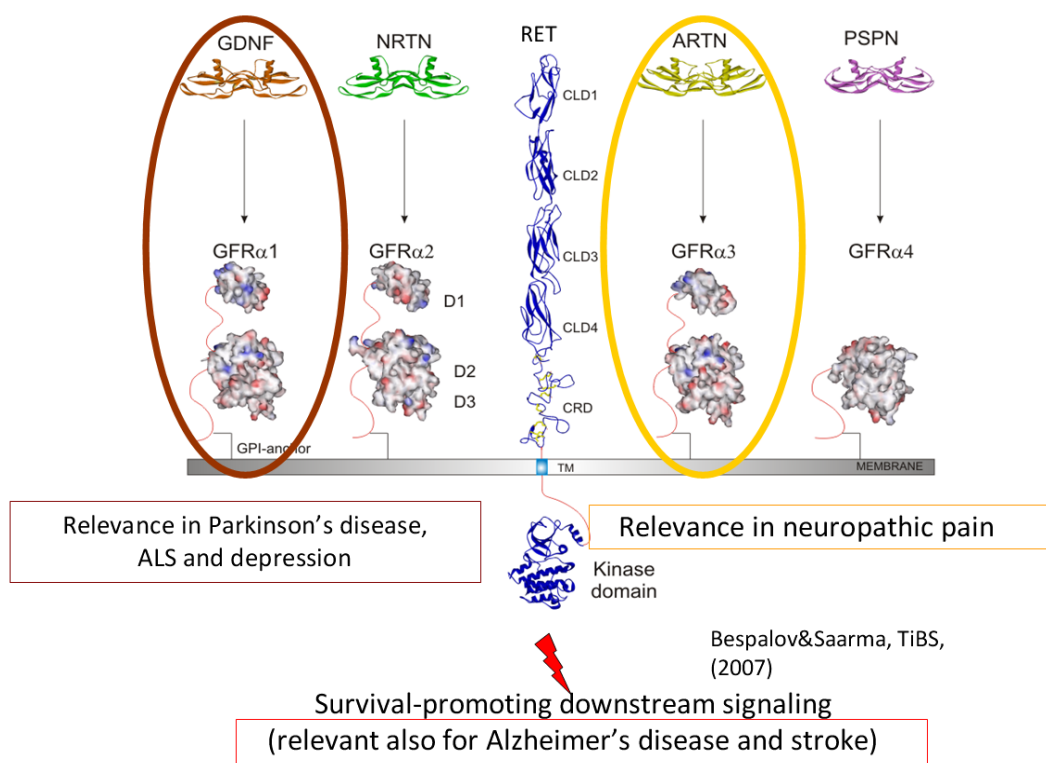 GDNF
NRTN
RET
ARTN
PSPN
CLD1
CLD2
CLD3
CLD4
CRD
GFRα1
GFRα2
GFRα3
GFRα4
D1
D2
D3
GPI-anchor
TM
MEMBRANE
Relevance in Parkinson’s disease,
ALS and depression
Relevance in neuropathic pain
Kinase
domain
Bespalov&Saarma, TiBS,
(2007)
Survival-promoting downstream signaling
(relevant also for Alzheimer’s disease and stroke)